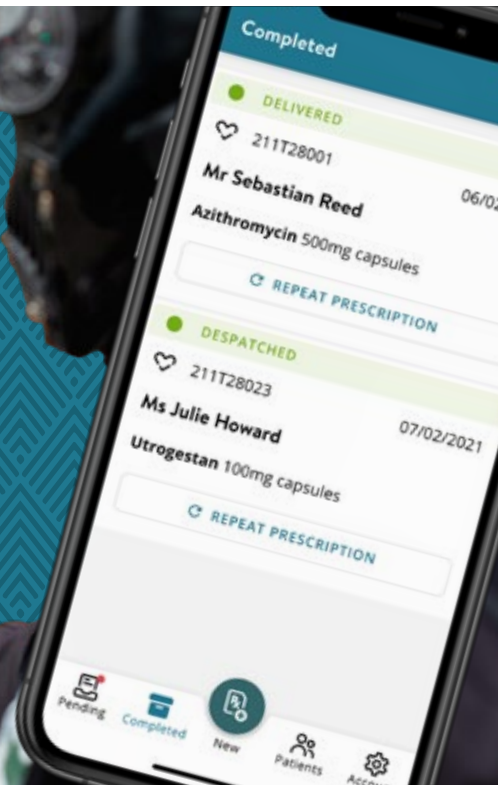 Completed
DELIVERED
211T28001
Mr Sebastian Reed 06/02
Azithromycin 500mg capsules
REPEAT PRESCRIPTION
DESPATCHED
211T28023
Ms Julie Howard 07/02/2021
Utrogestan 100mg capsules
REPEAT PRESCRIPTION
Pending Completed New Patients Accou